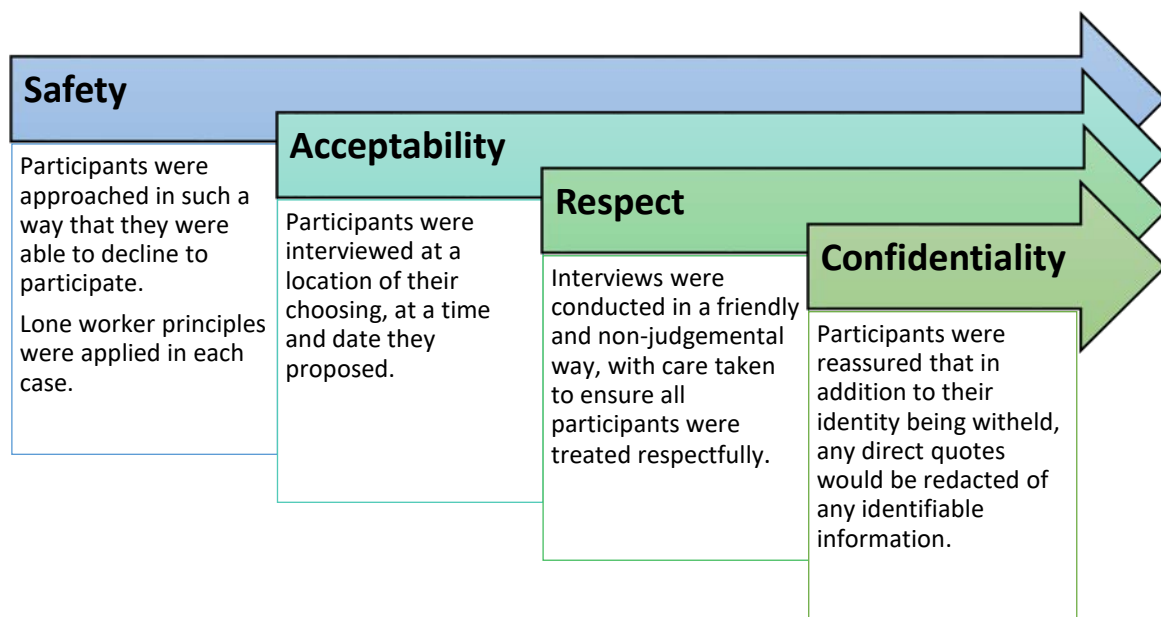 Safety
Participants were
approached in such a
way that they were
able to decline to
participate.
Lone worker principles
were applied in each
case.
Acceptability
Participants were
interviewed at a
location of their
choosing, at a time
and date they
proposed.
Respect
Interviews were
conducted in a friendly
and non-judgemental
way, with care taken
to ensure all
participants were
treated respectfully.
Confidentiality
Participants were
reassured that in
addition to their
identity being witheld,
any direct quotes
would be redacted of
any identifiable
information.